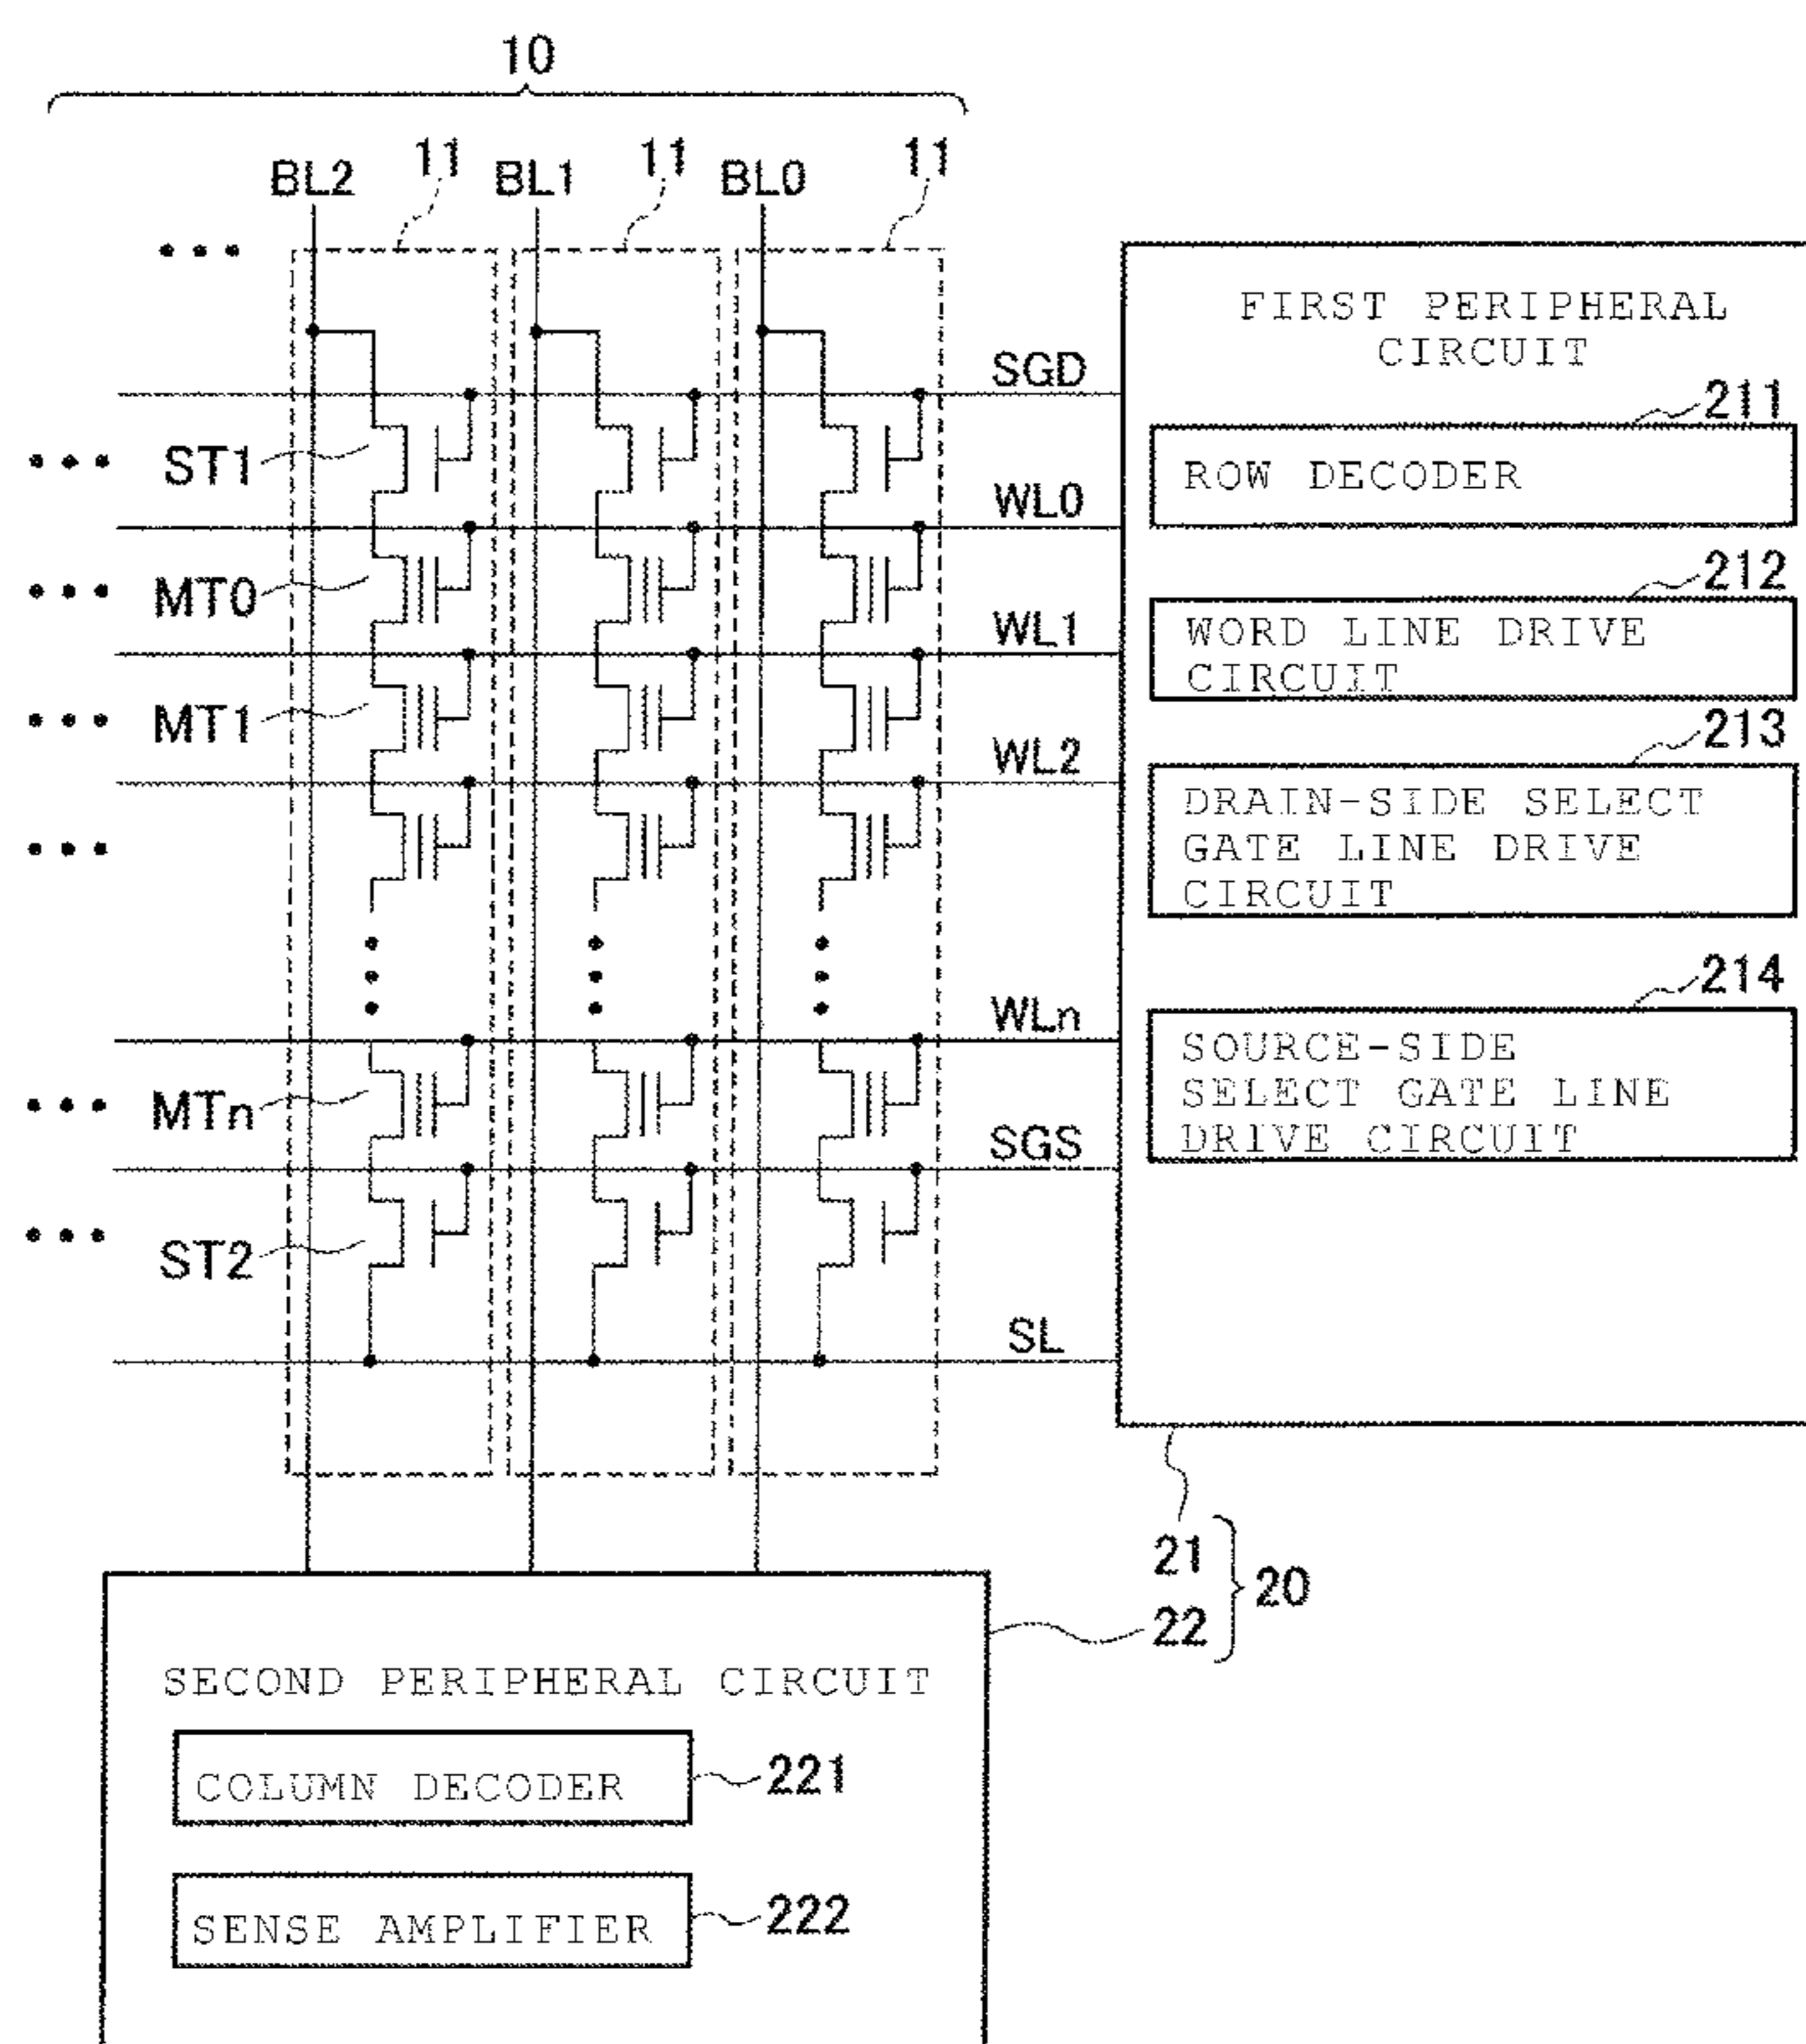 10
BL2 11 BL1 11 BL0 11
FIRST PERIPHERAL
CIRCUIT
SGD
211
ST1
ROW DECODER
WL0
212
MT0
WORD LINE DRIVE
CIRCUIT
WL1
213
MT1
WL2
DRAIN-SIDE SELECT
GATE LINE DRIVE
CIRCUIT
214
WLn
SOURCE-SIDE
SELECT GATE LINE
DRIVE CIRCUIT
MTn
SGS
ST2
SL
21
20
22
SECOND PERIPHERAL CIRCUIT
COLUMN DECODER 221
SENSE AMPLIFIER 222